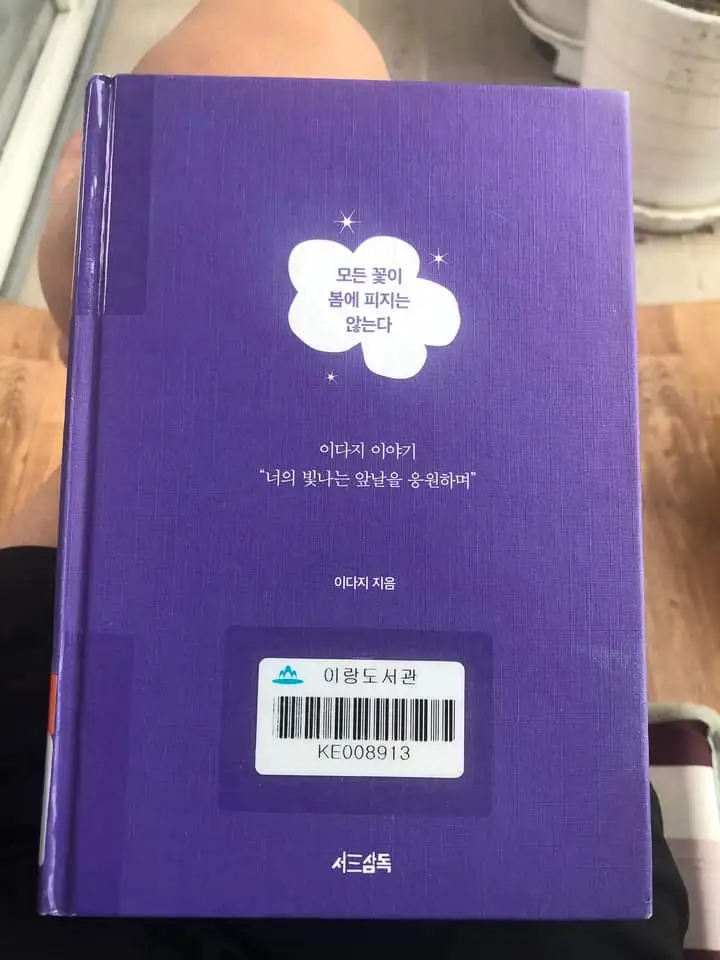 모든 꽃이
봄에 피지는
않는다
이다지 이야기
“너의 빛나는 앞날을 응원하며”
이다지 지음
이랑도서관
KE008913
서三삼독